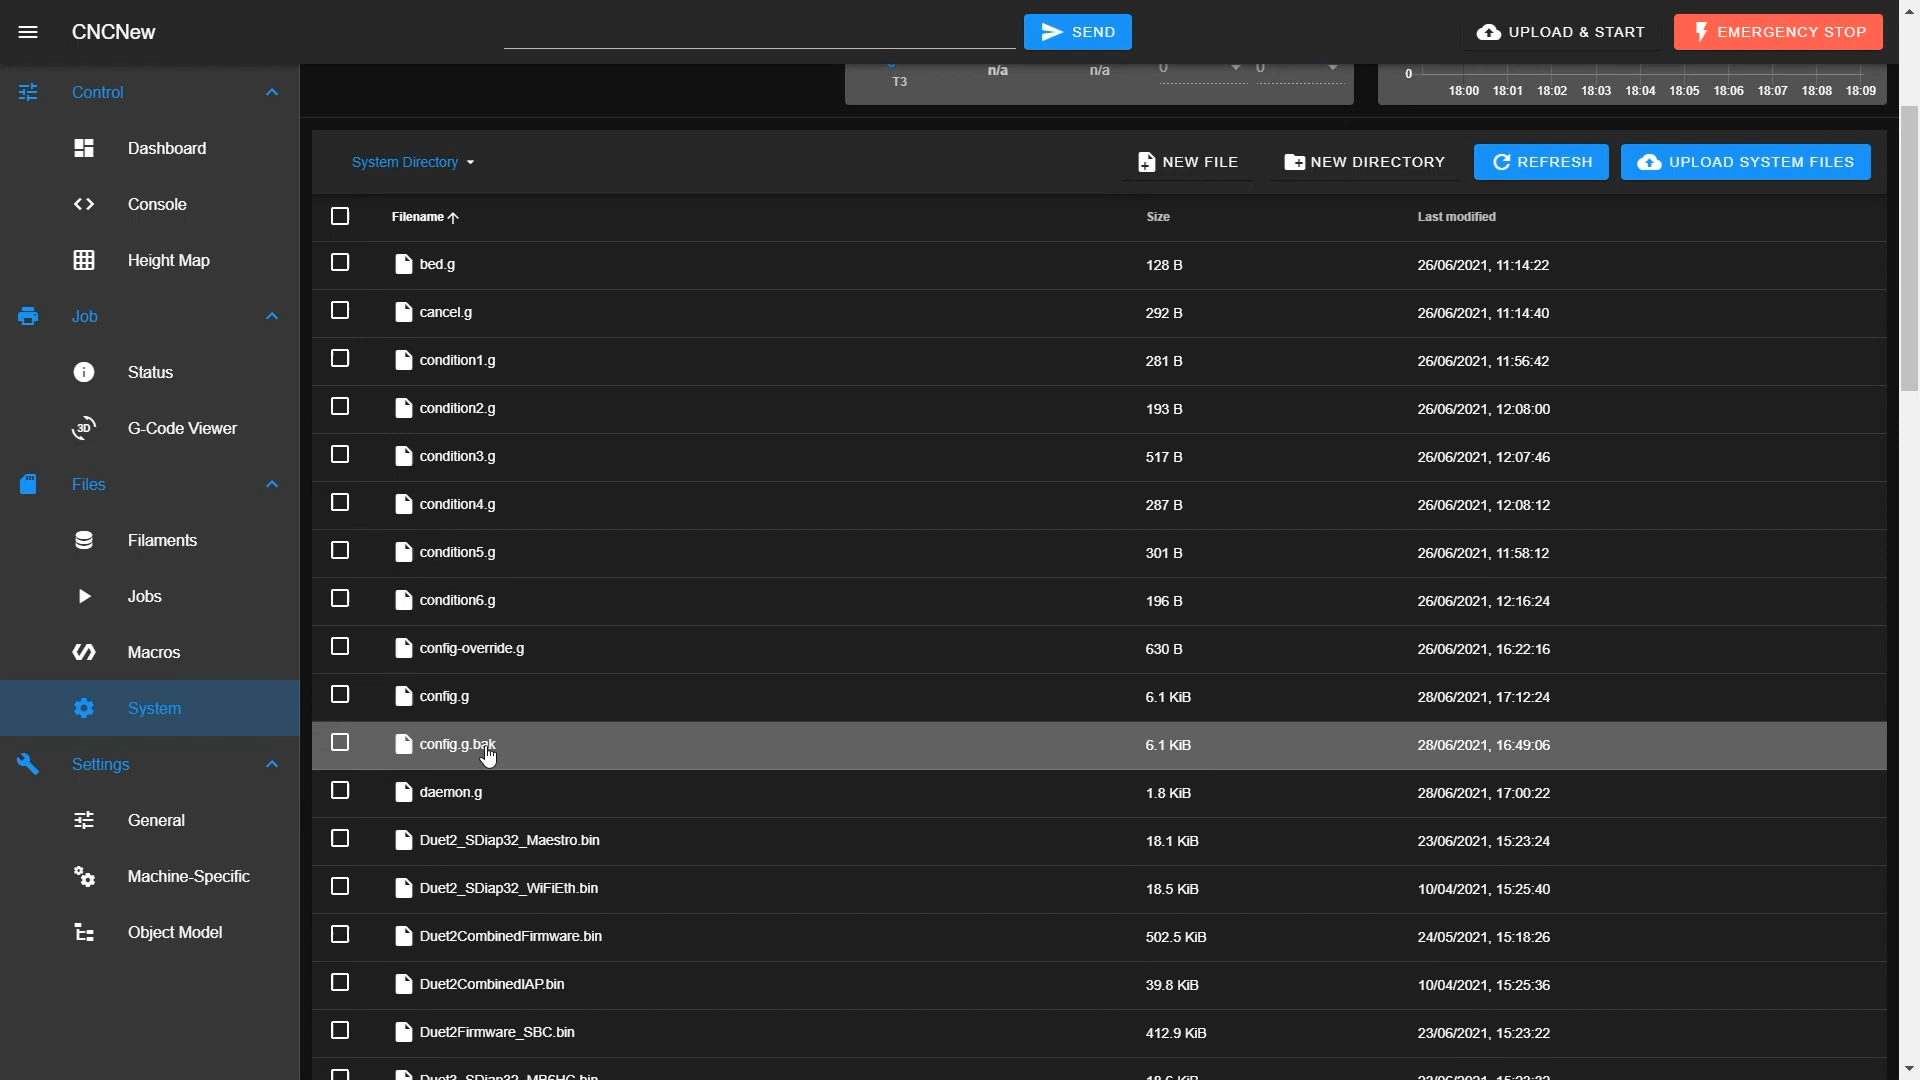 CNCNew
SEND
UPLOAD & START
EMERGENCY STOP
Control
Dashboard
Console
Height Map
Job
Status
3D
G-Code Viewer
Files
Filaments
Jobs
Macros
System
Settings
General
Machine-Specific
Object Model
T3
n/a
n/a
0
0
0
18:00 18:01 18:02 18:03 18:04 18:05 18:06 18:07 18:08 18:09
System Directory
NEW FILE
NEW DIRECTORY
REFRESH
UPLOAD SYSTEM FILES
Filename Size Last modified
bed.g 128 B 26/06/2021, 11:14:22
cancel.g 292 B 26/06/2021, 11:14:40
condition1.g 281 B 26/06/2021, 11:56:42
condition2.g 193 B 26/06/2021, 12:08:00
condition3.g 517 B 26/06/2021, 12:07:46
condition4.g 287 B 26/06/2021, 12:08:12
condition5.g 301 B 26/06/2021, 11:58:12
condition6.g 196 B 26/06/2021, 12:16:24
config-override.g 630 B 26/06/2021, 16:22:16
config.g 6.1 KiB 28/06/2021, 17:12:24
config.g.bak 6.1 KiB 28/06/2021, 16:49:06
daemon.g 1.8 KiB 28/06/2021, 17:00:22
Duet2_SDiap32_Maestro.bin 18.1 KiB 23/06/2021, 15:23:24
Duet2_SDiap32_WiFiEth.bin 18.5 KiB 10/04/2021, 15:25:40
Duet2CombinedFirmware.bin 502.5 KiB 24/05/2021, 15:18:26
Duet2CombinedIAP.bin 39.8 KiB 10/04/2021, 15:25:36
Duet2Firmware_SBC.bin 412.9 KiB 23/06/2021, 15:23:22